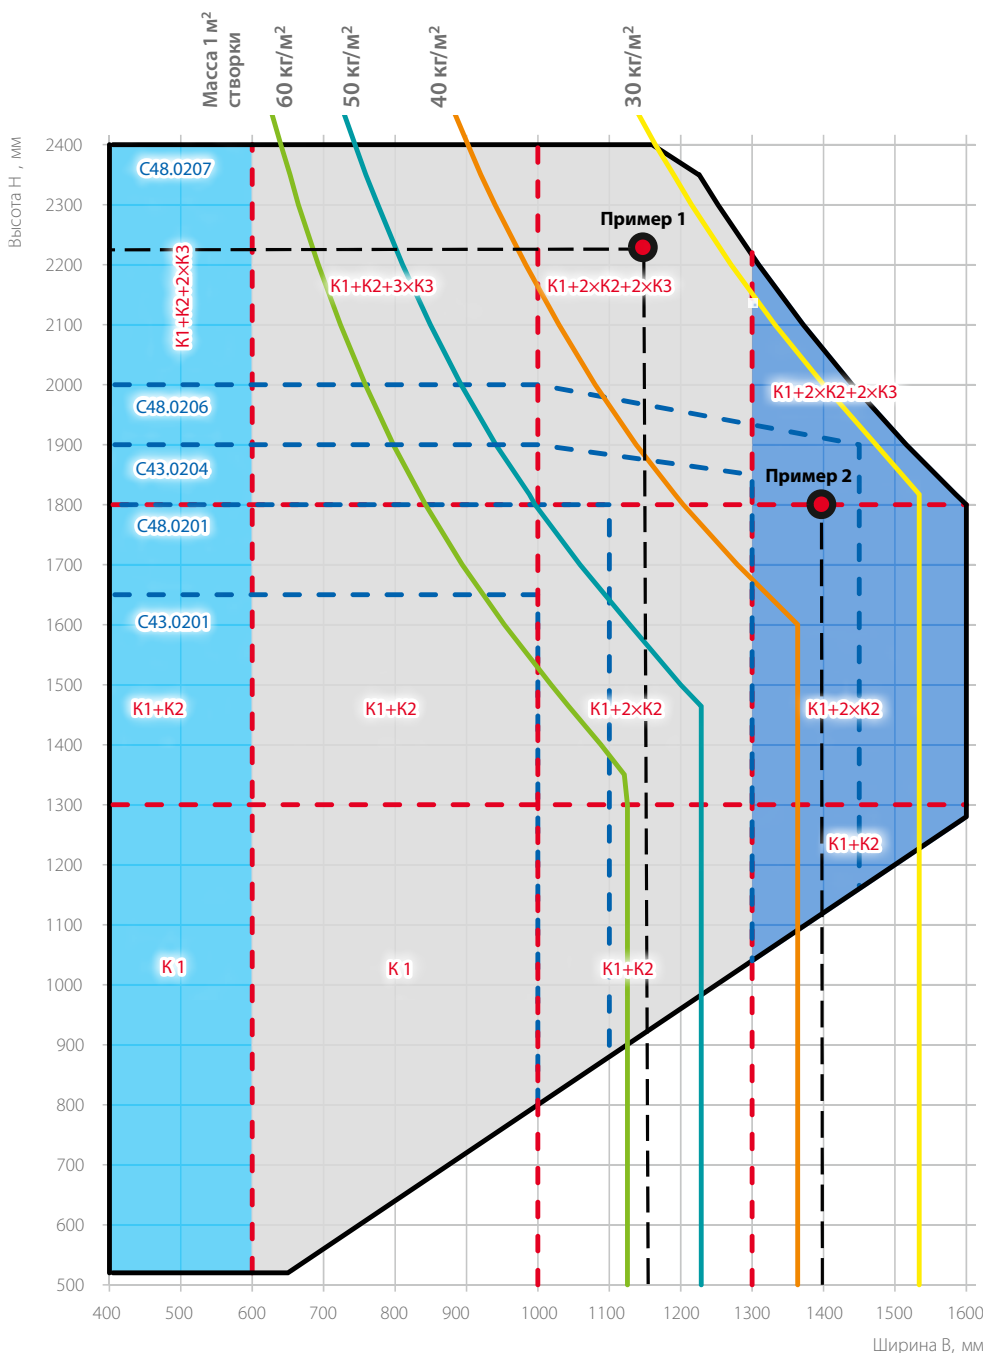 Масса 1 м²
створки
60 кг/м²
50 кг/м²
40 кг/м²
30 кг/м²
Высота H , мм
2400
2300
2200
2100
2000
1900
1800
1700
1600
1500
1400
1300
1200
1100
1000
900
800
700
600
500
C48.0207
Пример 1
K1+K2+2×K3
K1+K2+3×K3
K1+2×K2+2×K3
K1+2×K2+2×K3
C48.0206
C43.0204
Пример 2
C48.0201
C43.0201
K1+K2
K1+K2
K1+2×K2
K1+2×K2
K1+K2
K 1
K 1
K1+K2
400
500
600
700
800
900
1000
1100
1200
1300
1400
1500
1600
Ширина B, мм